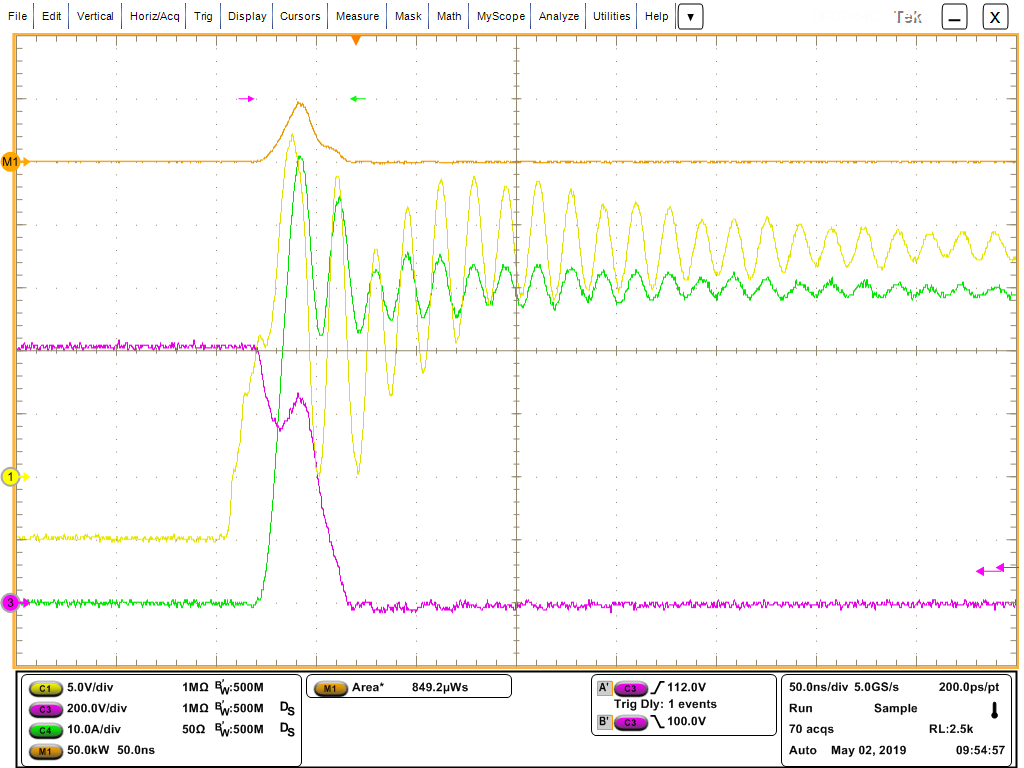 File Edit Vertical Horiz/Acq Trig Display Cursors Measure Mask Math MyScope Analyze Utilities Help Tek X
M1
1
3
C1 5.0V/div 1MΩ BW:500M
C3 200.0V/div 1MΩ BW:500M DS
C4 10.0A/div 50Ω BW:500M DS
M1 50.0kW 50.0ns
M1 Area* 849.2µWs
A' C3 112.0V
Trig Dly: 1 events
B' C3 100.0V
50.0ns/div 5.0GS/s 200.0ps/pt
Run Sample
70 acqs RL:2.5k
Auto May 02, 2019 09:54:57